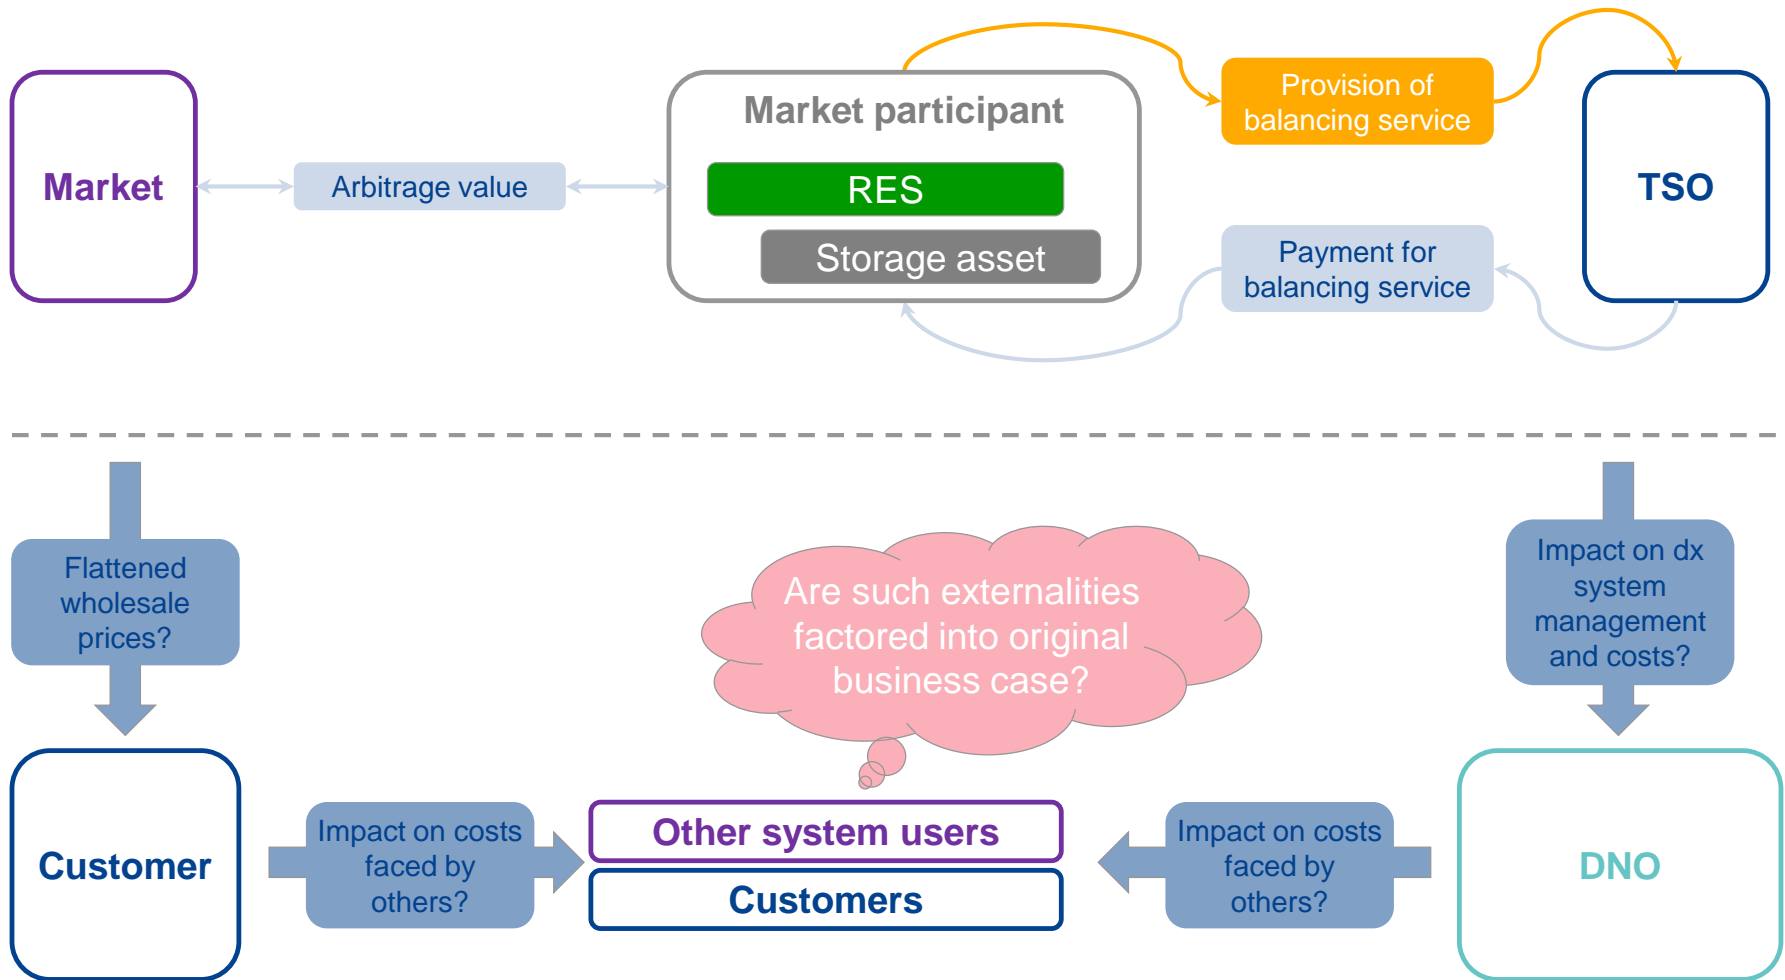 Market
Arbitrage value
Market participant
RES
Storage asset
Provision of
balancing service
Payment for
balancing service
TSO
Flattened
wholesale
prices?
Are such externalities
factored into original
business case?
Impact on dx
system
management
and costs?
Customer
Impact on costs
faced by
others?
Other system users
Customers
Impact on costs
faced by
others?
DNO